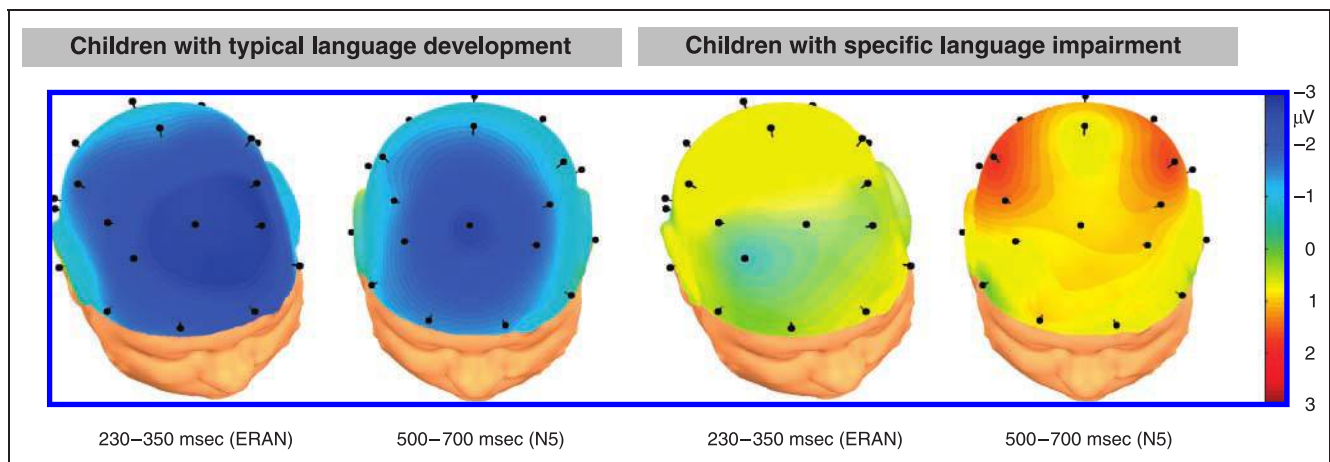 Children with typical language development
Children with specific language impairment
−3
μV
−2
−1
0
1
2
3
230−350 msec (ERAN)
500−700 msec (N5)
230−350 msec (ERAN)
500−700 msec (N5)